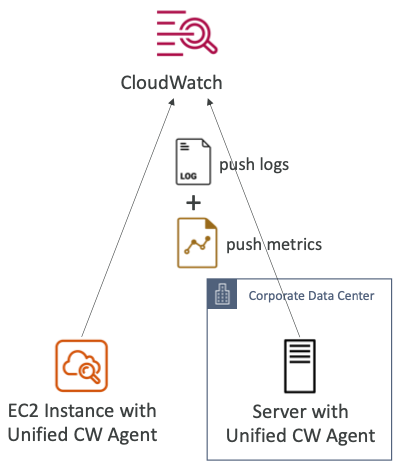 CloudWatch
LOG
push logs
+
push metrics
Corporate Data Center
EC2 Instance with
Unified CW Agent
Server with
Unified CW Agent